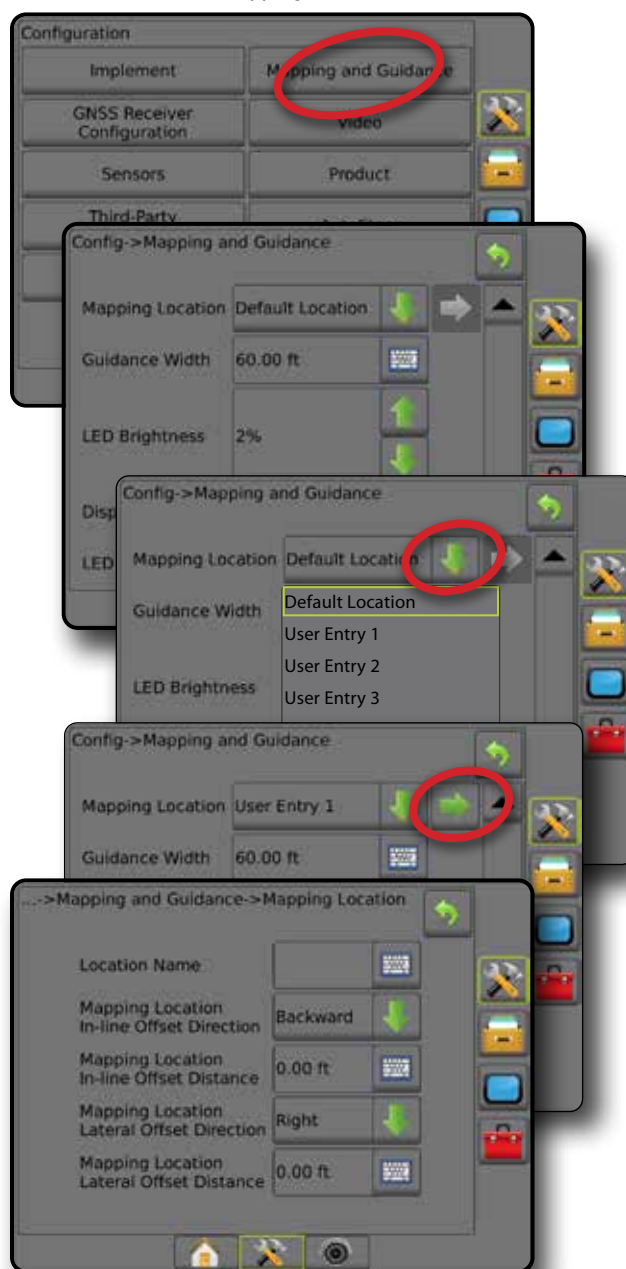 Configuration
Implement
Mapping and Guidance
GNSS Receiver
Configuration
Video
Sensors
Product
Third-Party
Config->Mapping and Guidance
Mapping Location
Default Location
Guidance Width
60.00 ft
LED Brightness
2%
Disp
LED
Config->Mapping and Guidance
Mapping Location
Default Location
Guidance Width
Default Location
User Entry 1
User Entry 2
LED Brightness
User Entry 3
Config->Mapping and Guidance
Mapping Location
User Entry 1
Guidance Width
60.00 ft
...->Mapping and Guidance->Mapping Location
Location Name
Mapping Location
In-line Offset Direction
Backward
Mapping Location
In-line Offset Distance
0.00 ft
Mapping Location
Lateral Offset Direction
Right
Mapping Location
Lateral Offset Distance
0.00 ft